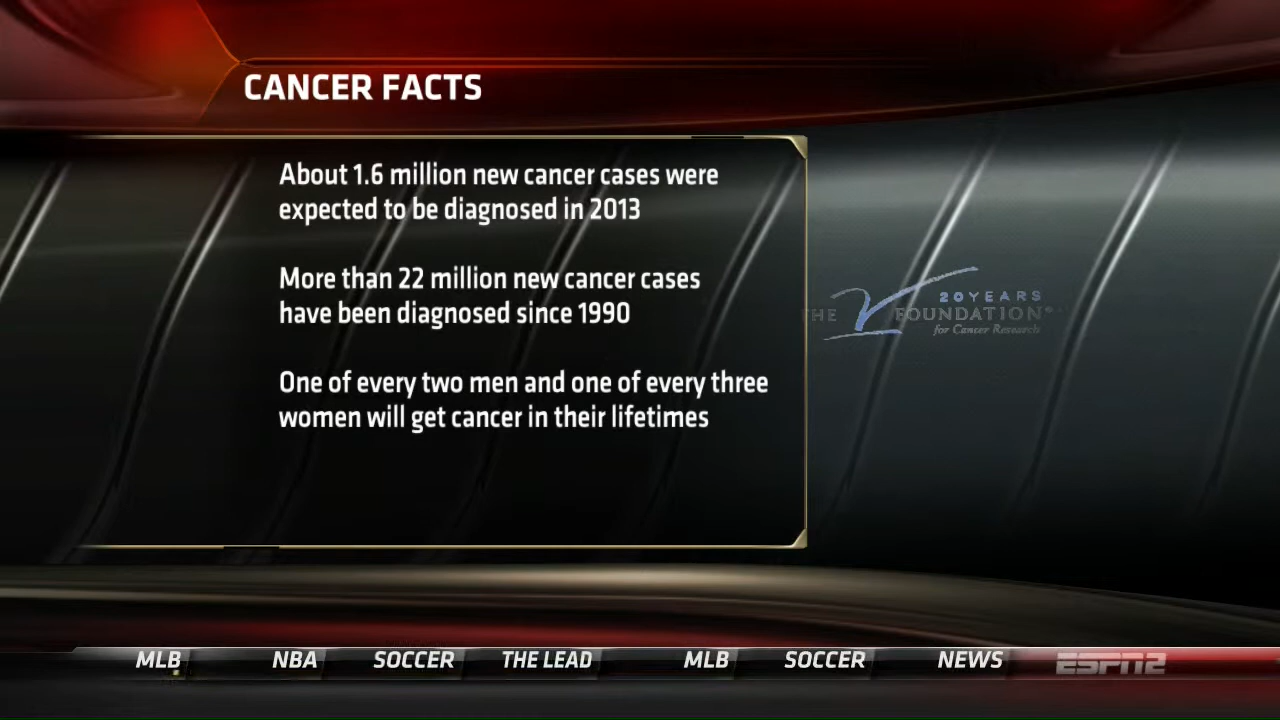 CANCER FACTS
About 1.6 million new cancer cases were
expected to be diagnosed in 2013
More than 22 million new cancer cases
have been diagnosed since 1990
One of every two men and one of every three
women will get cancer in their lifetimes
20 YEARS
THE V FOUNDATION®
for Cancer Research
MLB NBA SOCCER THE LEAD MLB SOCCER NEWS ESPN2